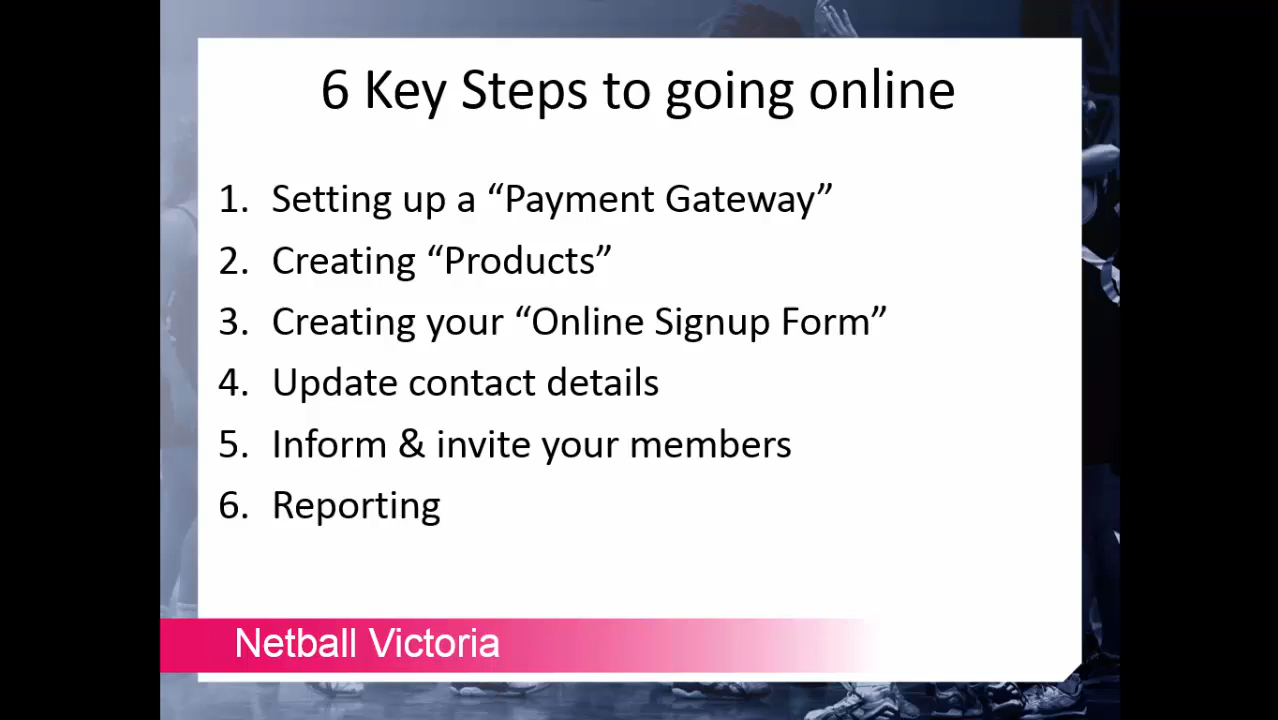 6 Key Steps to going online
1. Setting up a “Payment Gateway”
2. Creating “Products”
3. Creating your “Online Signup Form”
4. Update contact details
5. Inform & invite your members
6. Reporting
Netball Victoria